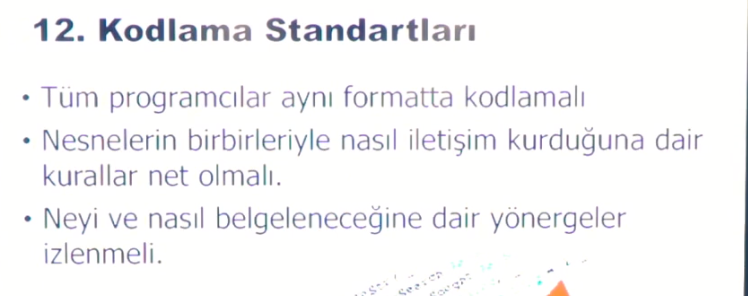 12. Kodlama Standartları
• Tüm programcılar aynı formatta kodlamalı
• Nesnelerin birbirleriyle nasıl iletişim kurduğuna dair
kurallar net olmalı.
• Neyi ve nasıl belgeleneceğine dair yönergeler
izlenmeli.